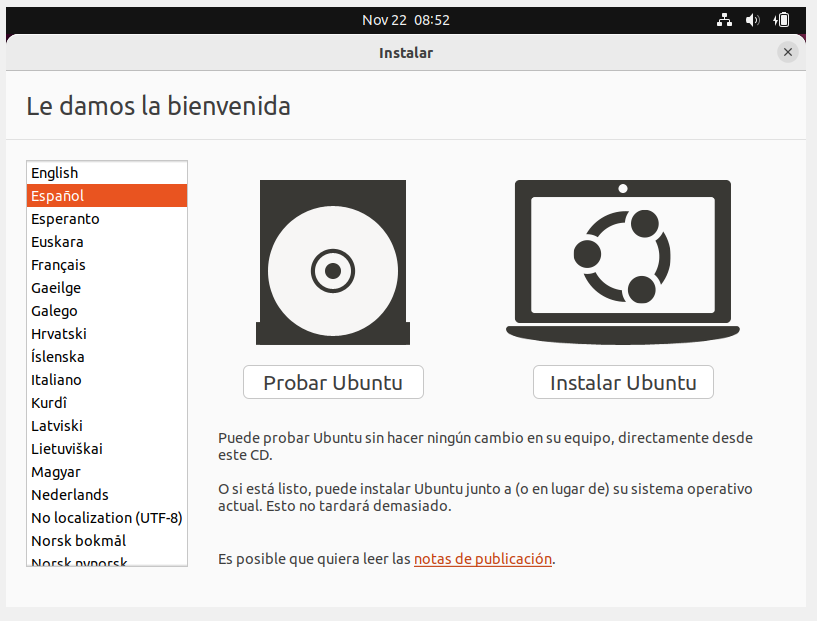 Nov 22 08:52
Instalar
Le damos la bienvenida
English
Español
Esperanto
Euskara
Français
Gaeilge
Galego
Hrvatski
Íslenska
Italiano
Kurdî
Latviski
Lietuviškai
Magyar
Nederlands
No localization (UTF-8)
Norsk bokmål
Norsk nynorsk
Probar Ubuntu
Instalar Ubuntu
Puede probar Ubuntu sin hacer ningún cambio en su equipo, directamente desde
este CD.
O si está listo, puede instalar Ubuntu junto a (o en lugar de) su sistema operativo
actual. Esto no tardará demasiado.
Es posible que quiera leer las notas de publicación.